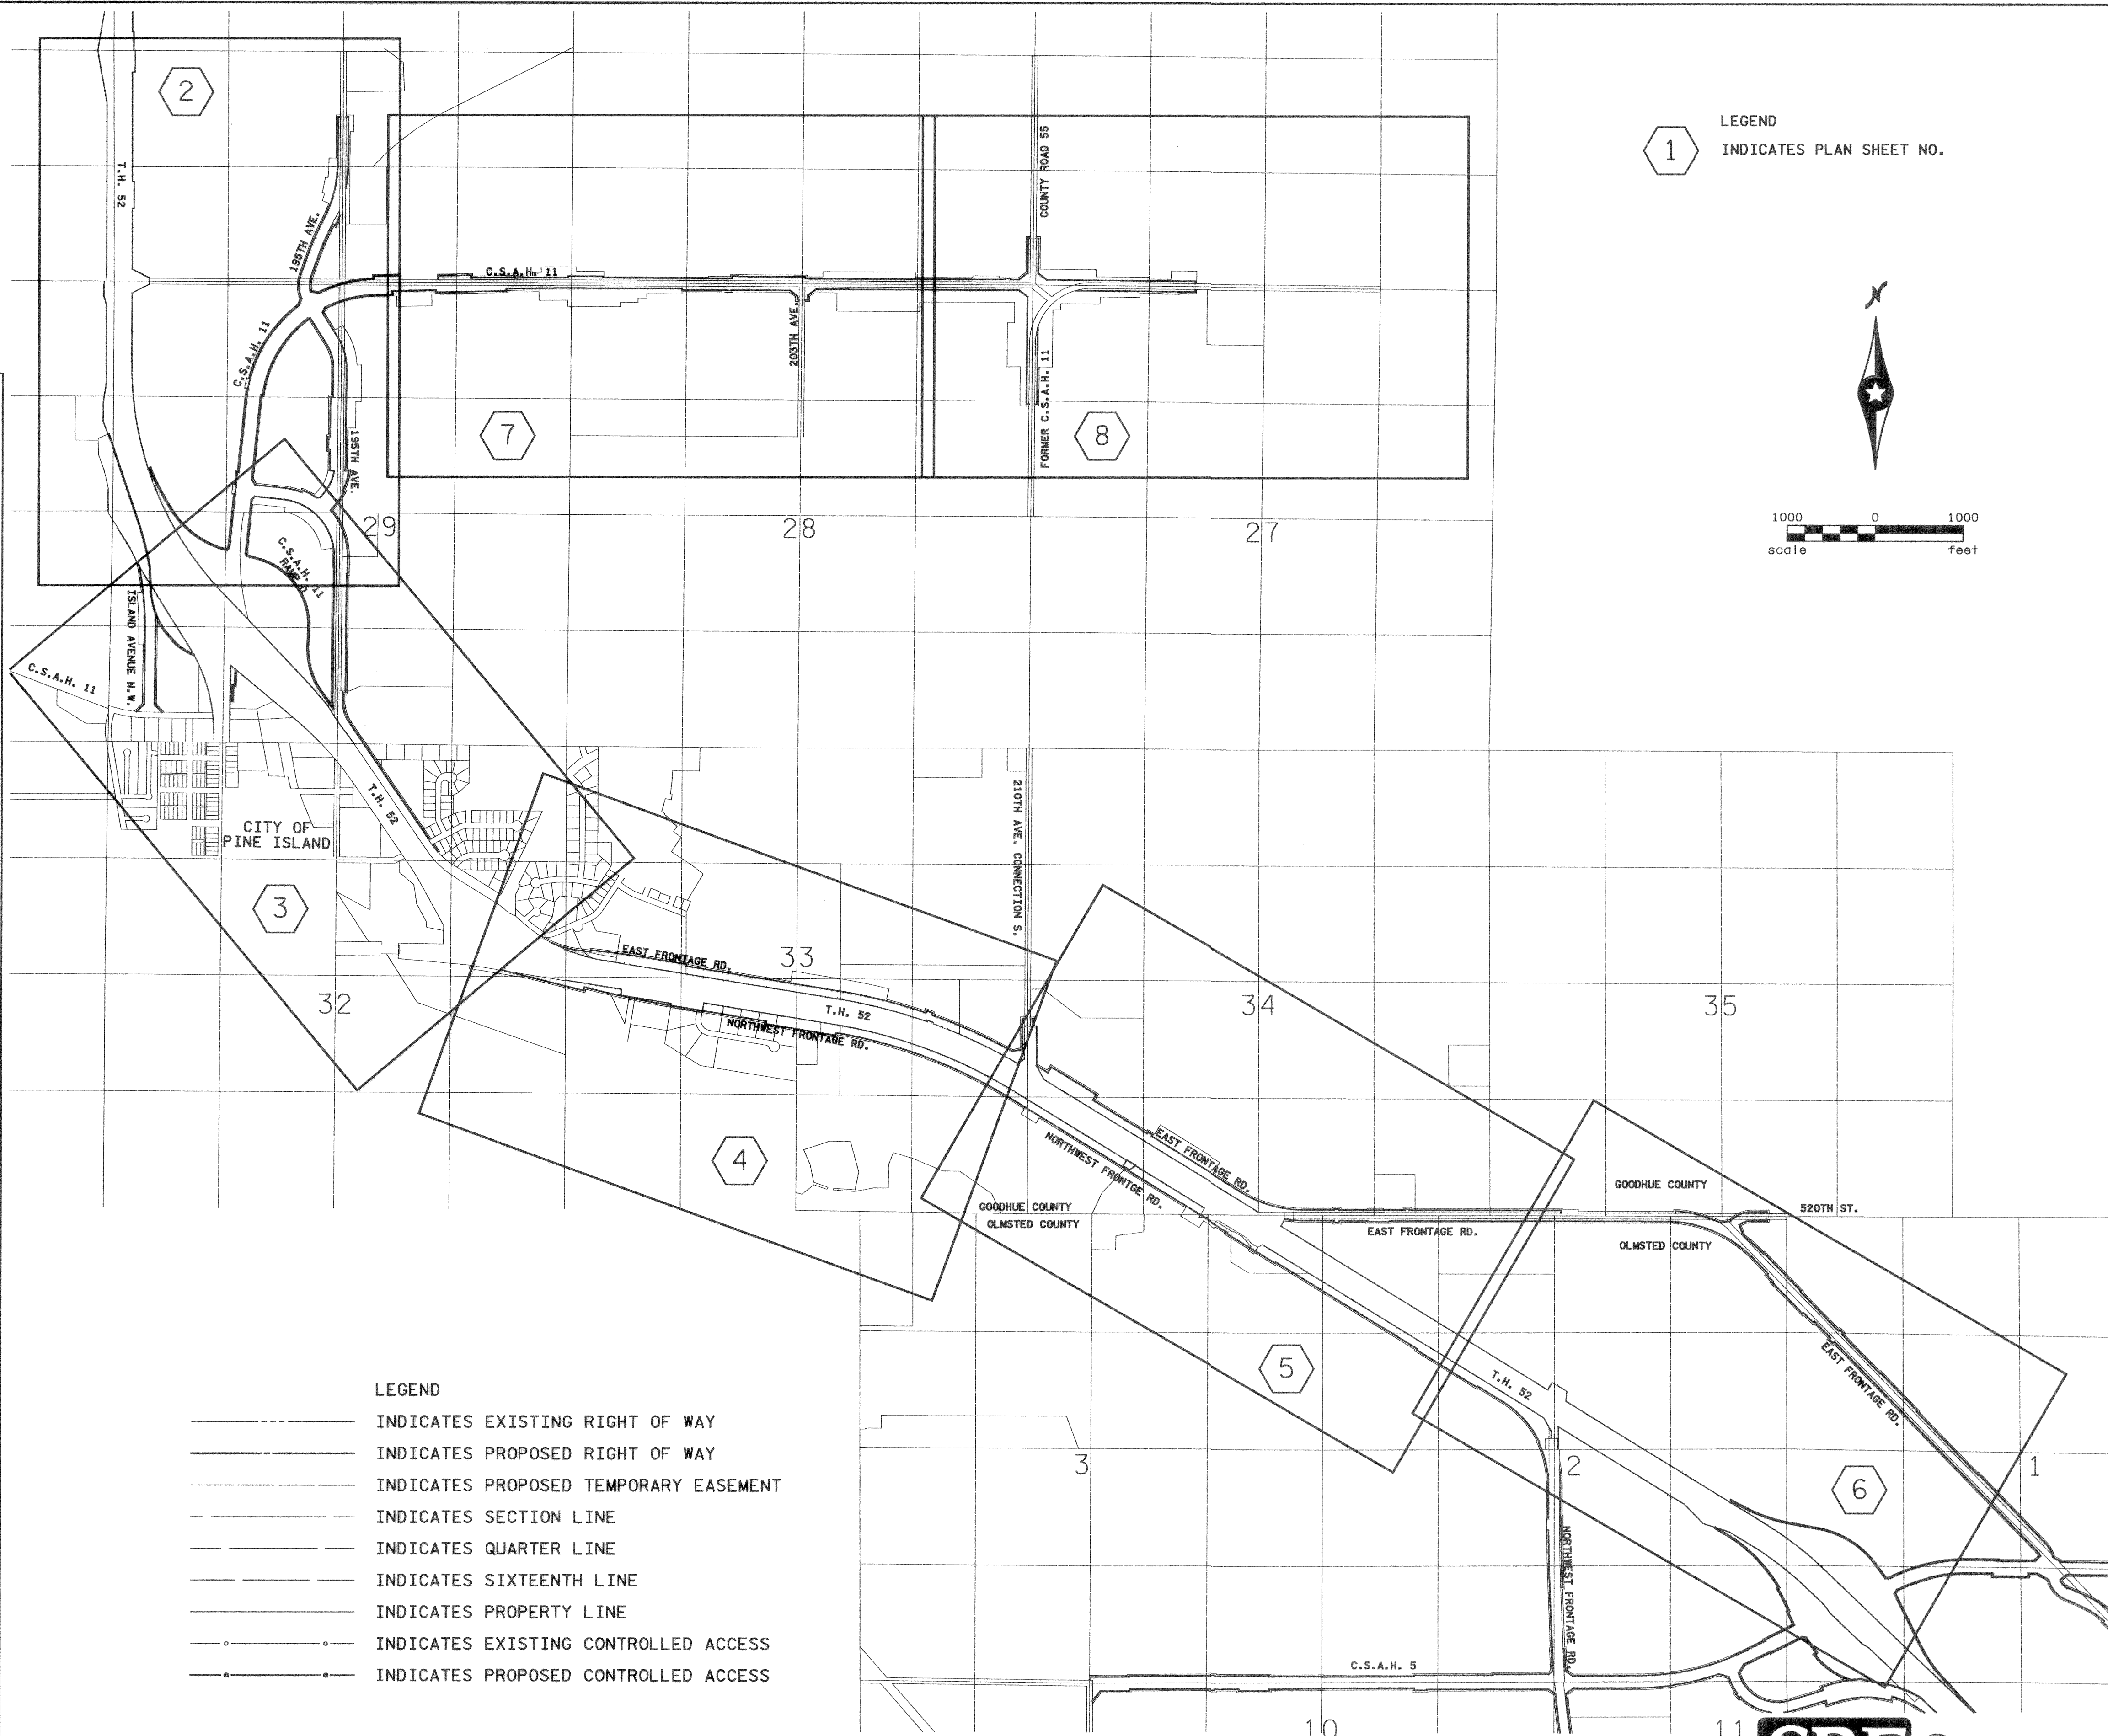 2
LEGEND
1
INDICATES PLAN SHEET NO.
N
T.H. 52
195TH AVE.
COUNTY ROAD 55
C.S.A.H. 11
C.S.A.H. 11
203TH AVE.
FORMER C.S.A.H. 11
7
8
195TH AVE.
29
28
27
1000 0 1000
scale feet
C.S.A.H. 11
RAMP D
ISLAND AVENUE N.W.
C.S.A.H. 11
T.H. 52
CITY OF
PINE ISLAND
210TH AVE. CONNECTION S.
3
EAST FRONTAGE RD.
33
32
34
35
T.H. 52
NORTHWEST FRONTAGE RD.
4
NORTHWEST FRONTGE RD.
EAST FRONTAGE RD.
GOODHUE COUNTY
OLMSTED COUNTY
GOODHUE COUNTY
520TH ST.
EAST FRONTAGE RD.
OLMSTED COUNTY
5
T.H. 52
EAST FRONTAGE RD.
3
2
1
6
NORTHWEST FRONTAGE RD.
C.S.A.H. 5
10
11
LEGEND
INDICATES EXISTING RIGHT OF WAY
INDICATES PROPOSED RIGHT OF WAY
INDICATES PROPOSED TEMPORARY EASEMENT
INDICATES SECTION LINE
INDICATES QUARTER LINE
INDICATES SIXTEENTH LINE
INDICATES PROPERTY LINE
INDICATES EXISTING CONTROLLED ACCESS
INDICATES PROPOSED CONTROLLED ACCESS